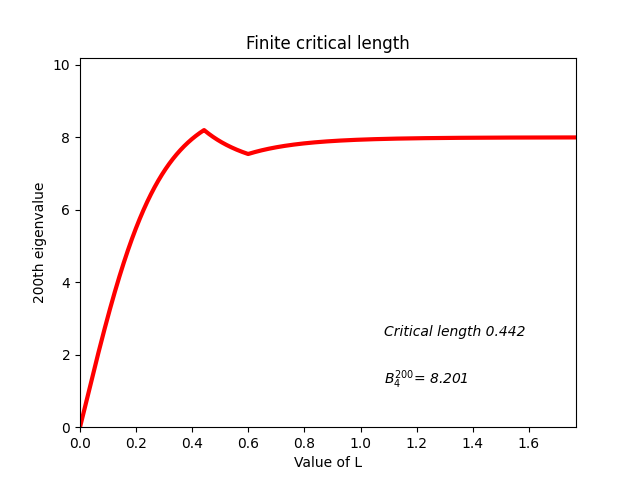 Finite critical length
10
8
6
4
2
0
200th eigenvalue
Critical length 0.442
$B_4^{200}$= 8.201
0.0 0.2 0.4 0.6 0.8 1.0 1.2 1.4 1.6
Value of L